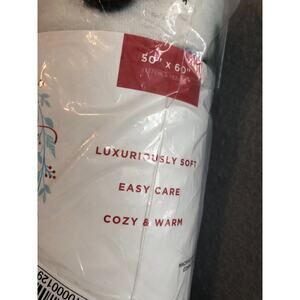 50" x 60"
LUXURIOUSLY SOFT
EASY CARE
COZY & WARM